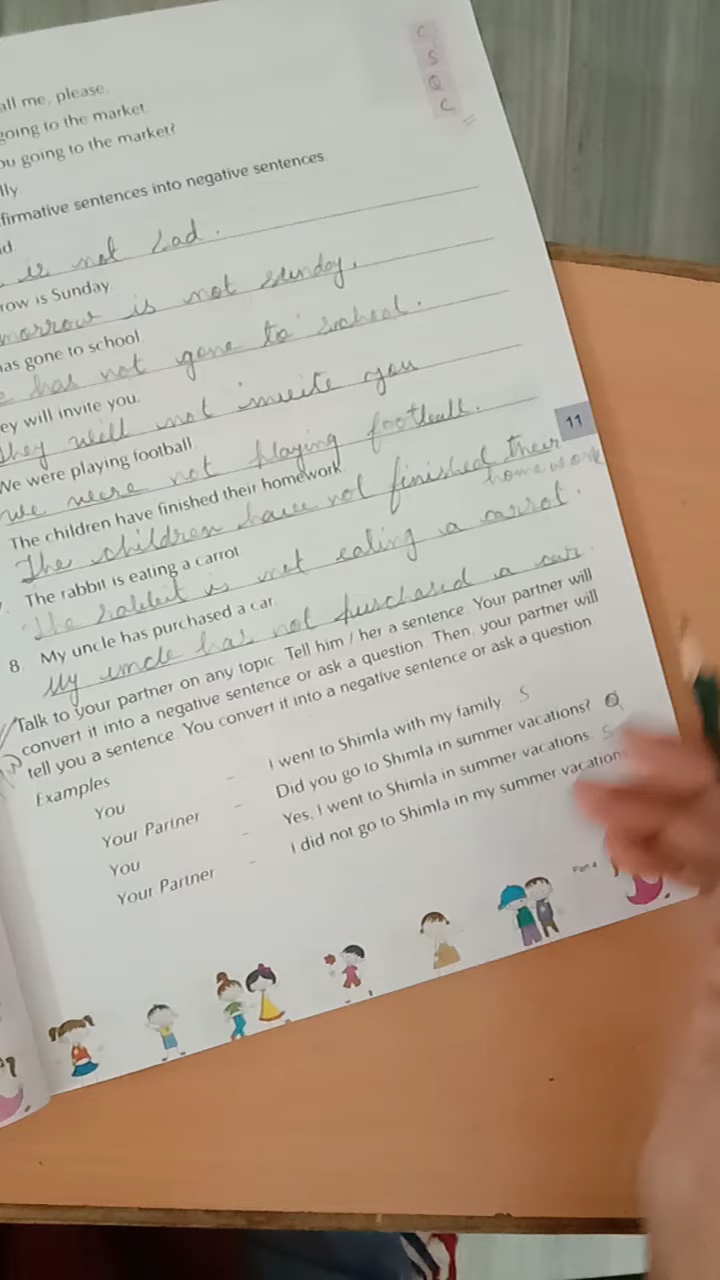 C
S
Q
C
all me, please.
going to the market.
ou going to the market?
lly
firmative sentences into negative sentences
is not sad.
row is Sunday.
morrow is not sunday.
has gone to school.
e has not gone to school.
ey will invite you.
They will not invite you
We were playing football.
we were not playing football.
The children have finished their homework.
The children have not finished their
homework
The rabbit is eating a carrot.
The rabbit is not eating a carrot.
8. My uncle has purchased a car.
My uncle has not purchased a car.
Talk to your partner on any topic. Tell him / her a sentence. Your partner will
convert it into a negative sentence or ask a question. Then, your partner will
tell you a sentence. You convert it into a negative sentence or ask a question.
Examples
You – I went to Shimla with my family. S
Your Partner – Did you go to Shimla in summer vacations? Q
You – Yes, I went to Shimla in summer vacations. S
Your Partner – I did not go to Shimla in my summer vacation
11
Part 4